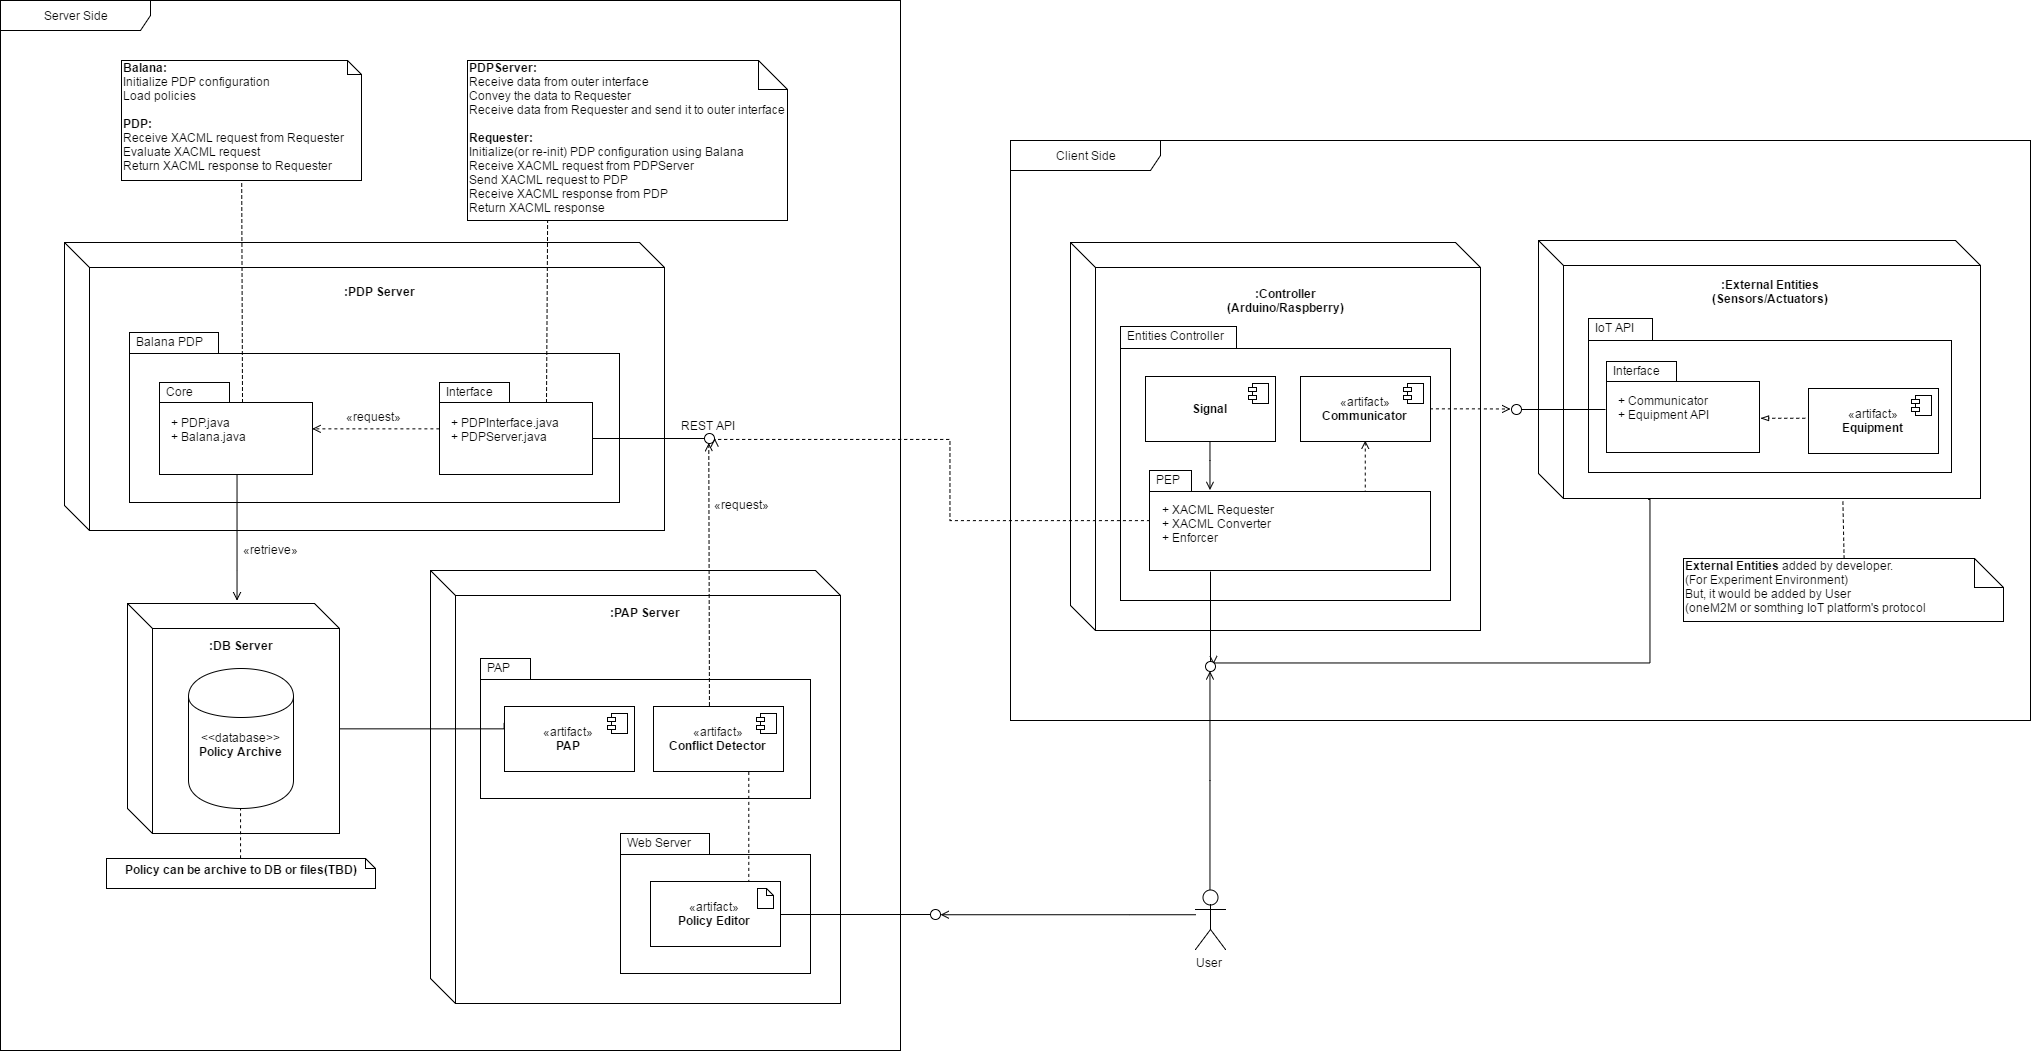 Server Side
Balana:
Initialize PDP configuration
Load policies
PDP:
Receive XACML request from Requester
Evaluate XACML request
Return XACML response to Requester
PDPServer:
Receive data from outer interface
Convey the data to Requester
Receive data from Requester and send it to outer interface
Requester:
Initialize(or re-init) PDP configuration using Balana
Receive XACML request from PDPServer
Send XACML request to PDP
Receive XACML response from PDP
Return XACML response
:PDP Server
Balana PDP
Core
+ PDP.java
+ Balana.java
«request»
Interface
+ PDPInterface.java
+ PDPServer.java
REST API
«request»
«retrieve»
:DB Server
<<database>>
Policy Archive
Policy can be archive to DB or files(TBD)
:PAP Server
PAP
«artifact»
PAP
«artifact»
Conflict Detector
Web Server
«artifact»
Policy Editor
Client Side
:Controller
(Arduino/Raspberry)
Entities Controller
Signal
«artifact»
Communicator
PEP
+ XACML Requester
+ XACML Converter
+ Enforcer
:External Entities
(Sensors/Actuators)
IoT API
Interface
+ Communicator
+ Equipment API
«artifact»
Equipment
External Entities added by developer.
(For Experiment Environment)
But, it would be added by User
(oneM2M or somthing IoT platform's protocol
User